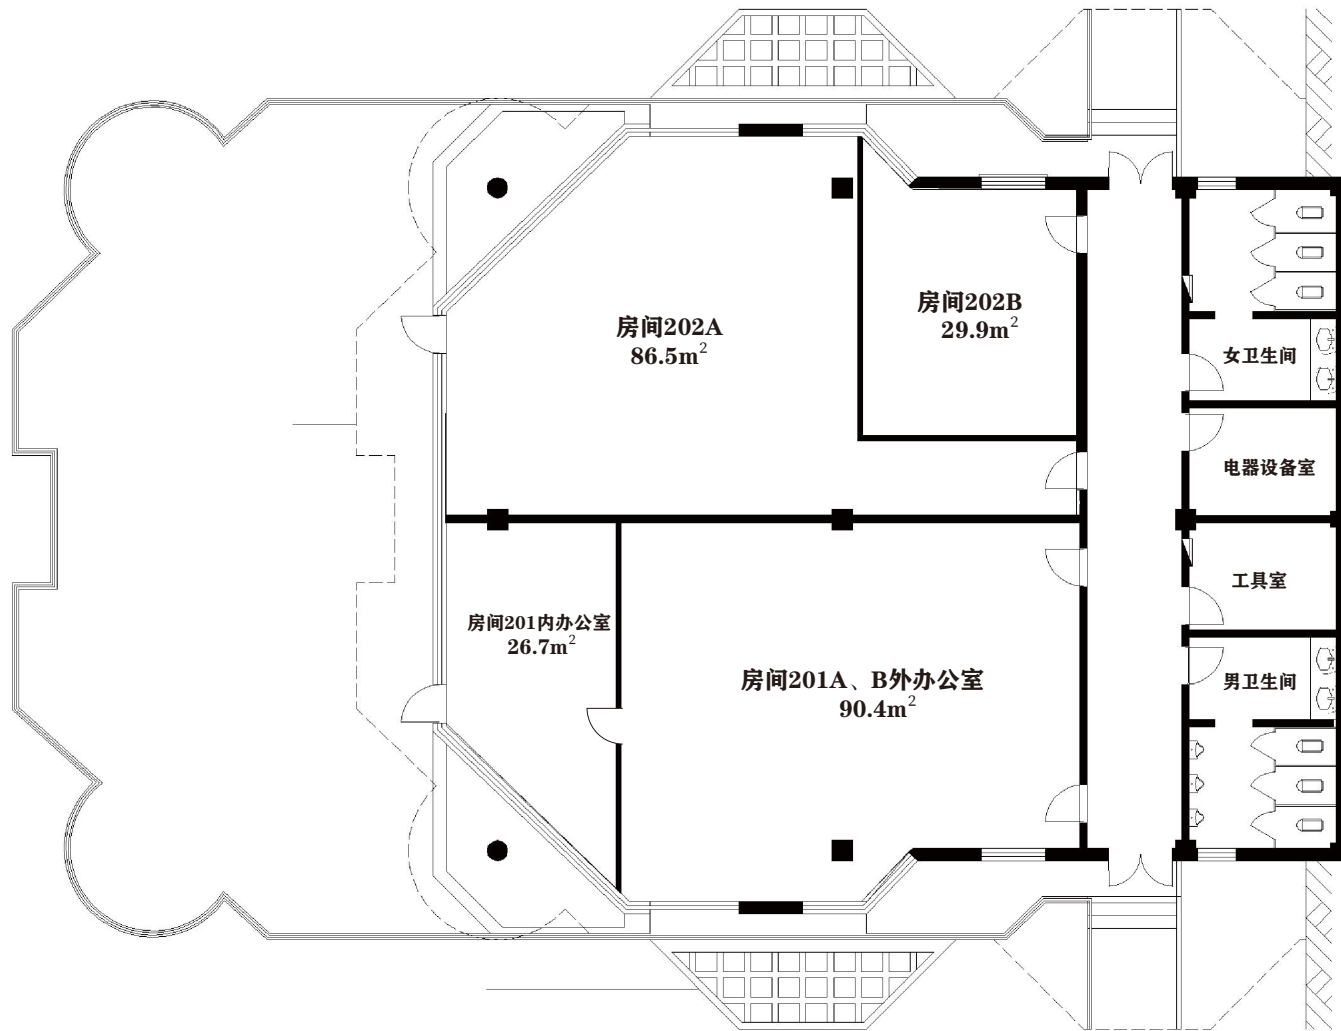 房间202A
86.5m²
房间202B
29.9m²
女卫生间
电器设备室
工具室
房间201内办公室
26.7m²
房间201A、B外办公室
90.4m²
男卫生间